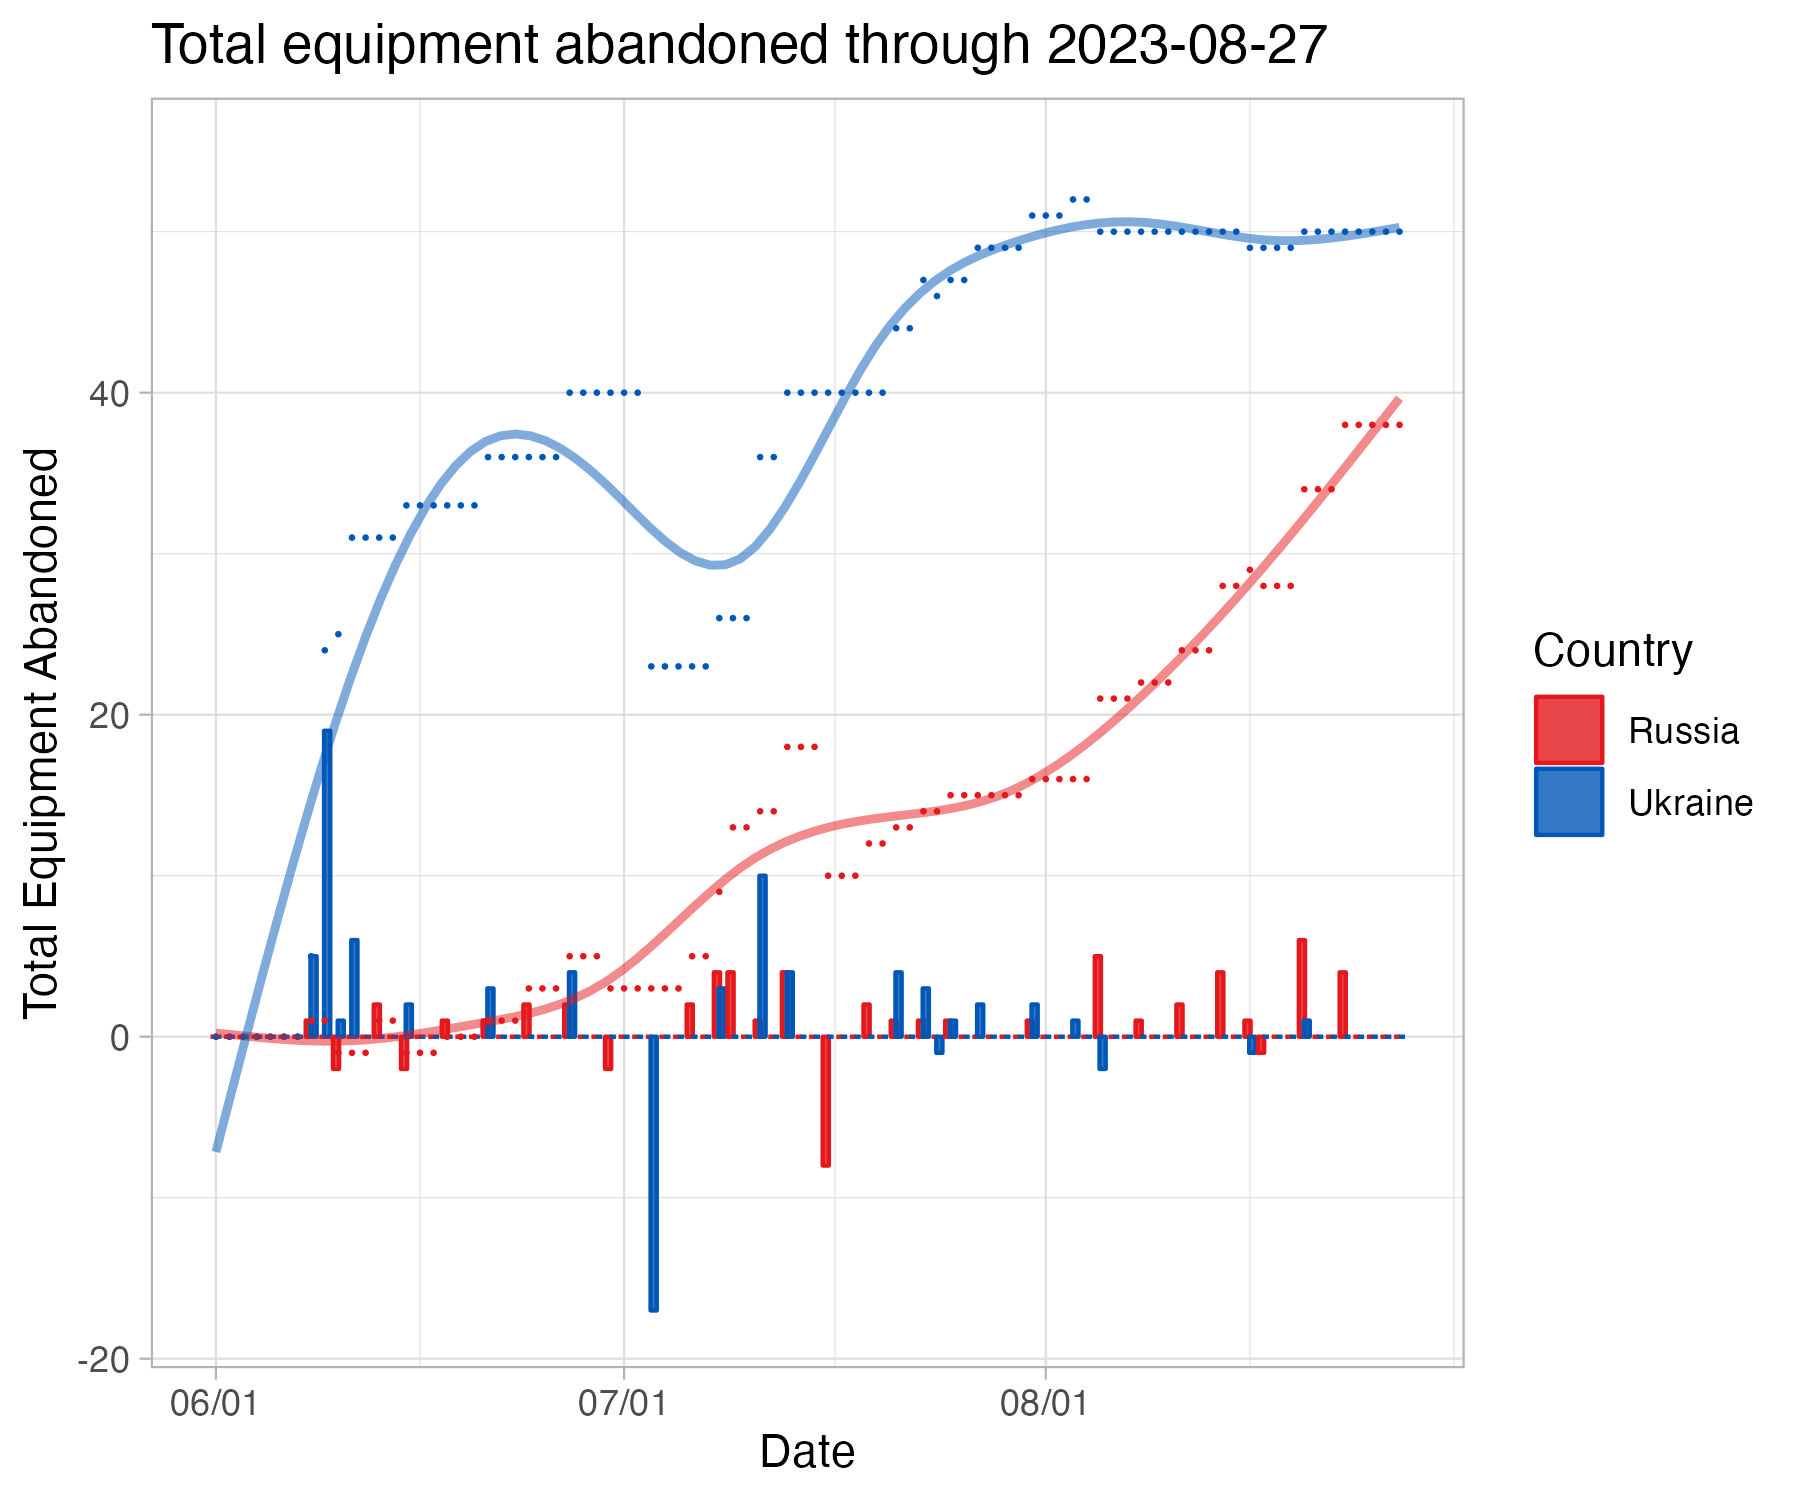 Total equipment abandoned through 2023-08-27
Total Equipment Abandoned
40
20
0
-20
06/01
07/01
08/01
Date
Country
Russia
Ukraine